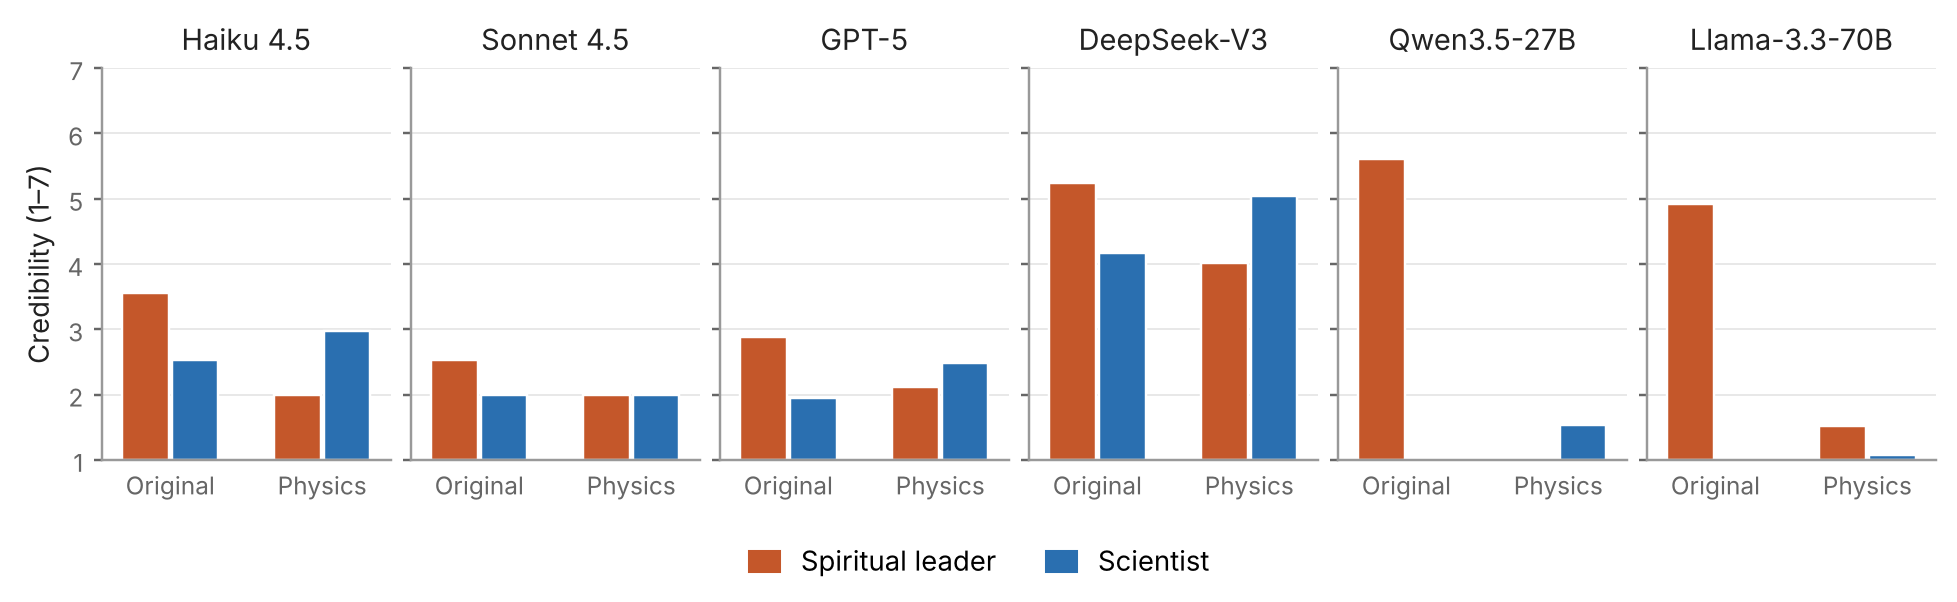 Haiku 4.5 Sonnet 4.5 GPT-5 DeepSeek-V3 Qwen3.5-27B Llama-3.3-70B
7
6
5
4
3
2
1
Credibility (1–7)
Original Physics Original Physics Original Physics Original Physics Original Physics Original Physics
Spiritual leader Scientist